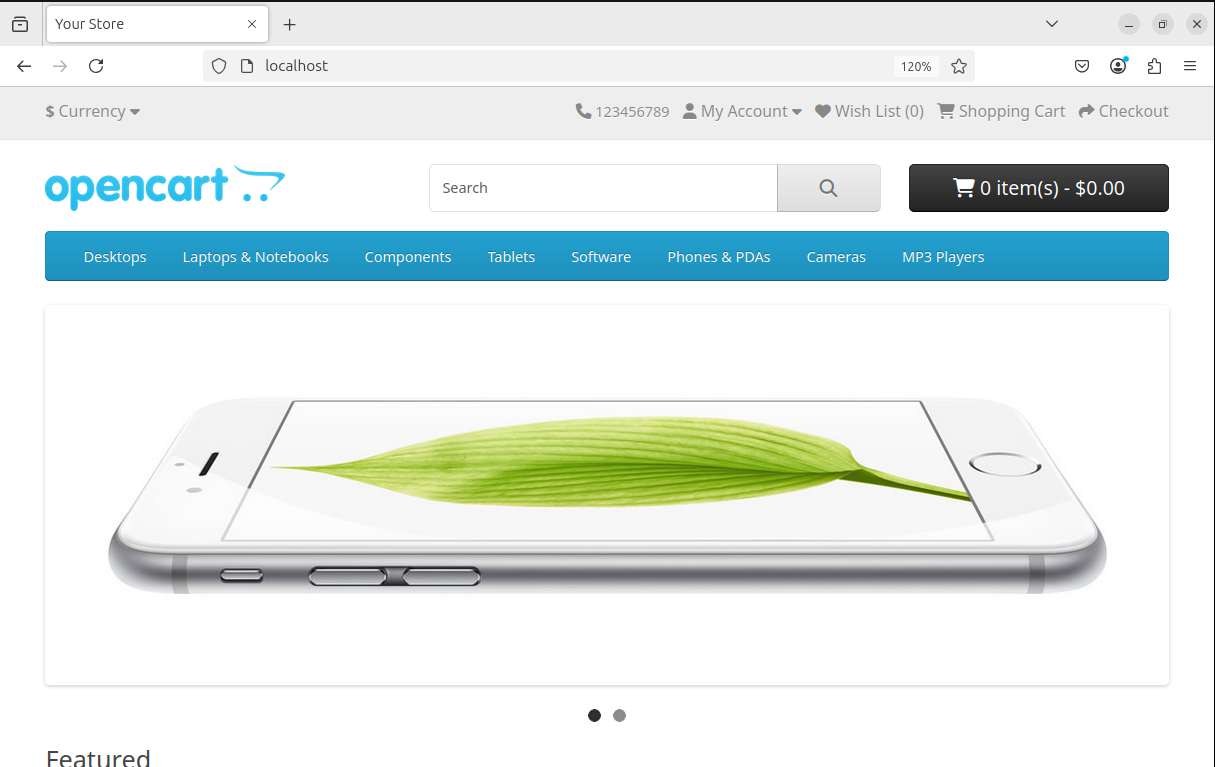 Your Store
localhost
120%
$ Currency
123456789
My Account
Wish List (0)
Shopping Cart
Checkout
opencart
Search
0 item(s) - $0.00
Desktops
Laptops & Notebooks
Components
Tablets
Software
Phones & PDAs
Cameras
MP3 Players
Featured